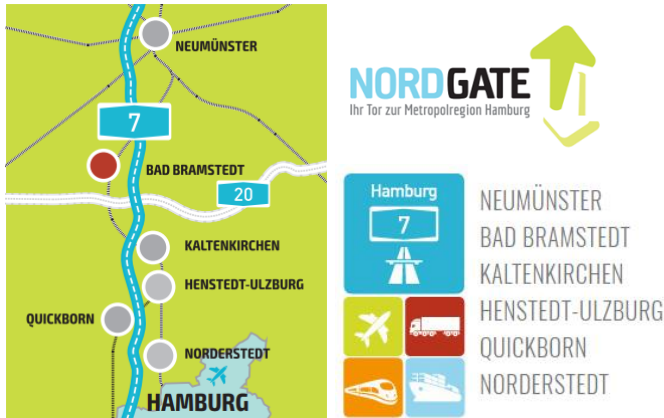 NEUMÜNSTER
7
BAD BRAMSTEDT
20
KALTENKIRCHEN
HENSTEDT-ULZBURG
QUICKBORN
NORDERSTEDT
HAMBURG
NORDGATE
Ihr Tor zur Metropolregion Hamburg
Hamburg
7
NEUMÜNSTER
BAD BRAMSTEDT
KALTENKIRCHEN
HENSTEDT-ULZBURG
QUICKBORN
NORDERSTEDT